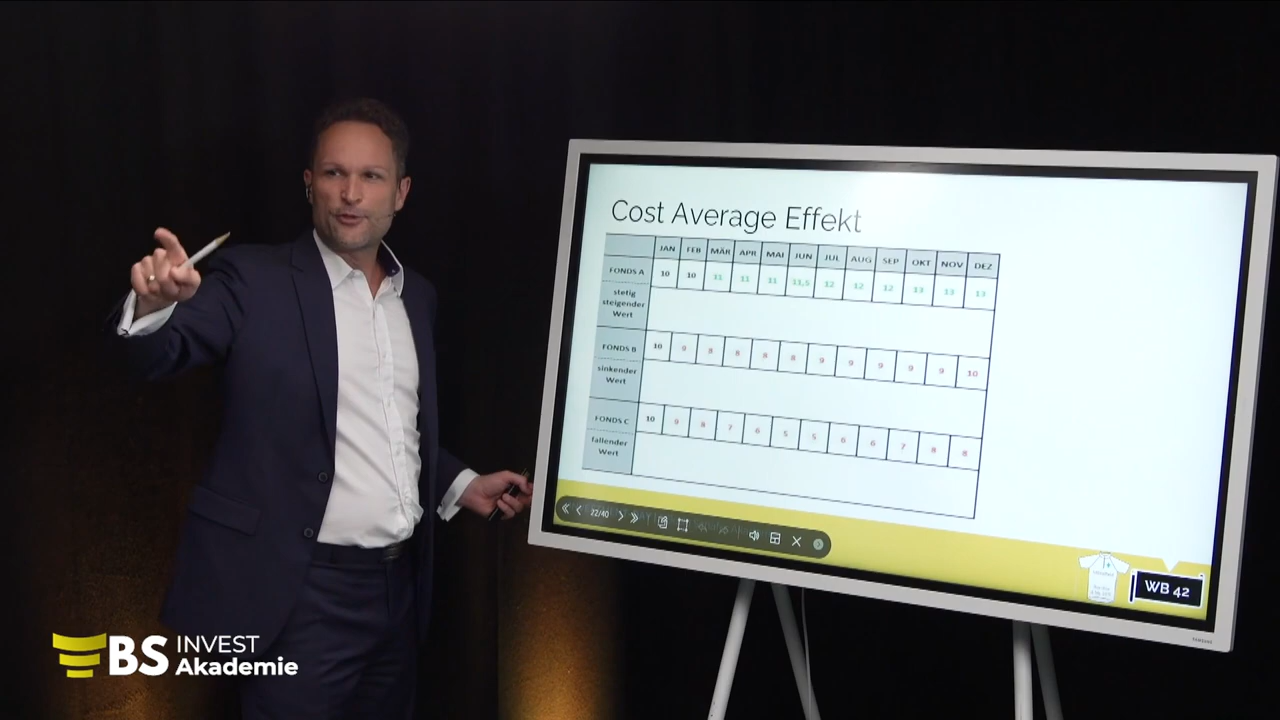 Cost Average Effekt
JAN FEB MÄR APR MAI JUN JUL AUG SEP OKT NOV DEZ
FONDS A 10 10 11 11 11 11,5 12 12 12 13 13 13
stetig
steigender
Wert
FONDS B 10 9 8 8 8 8 9 9 9 9 9 10
sinkender
Wert
FONDS C 10 9 8 7 6 5 5 6 6 7 8 8
fallender
Wert
22/40
WB 42
BS INVEST
Akademie